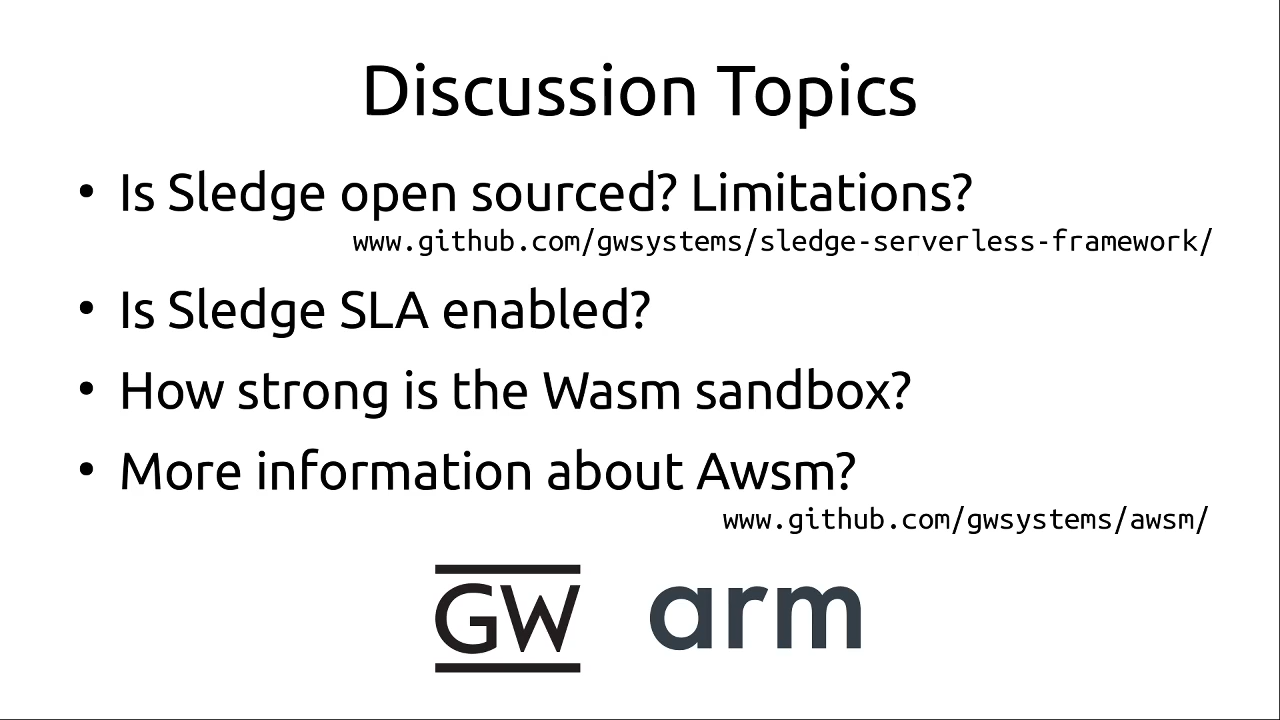 Discussion Topics
• Is Sledge open sourced? Limitations?
www.github.com/gwsystems/sledge-serverless-framework/
• Is Sledge SLA enabled?
• How strong is the Wasm sandbox?
• More information about Awsm?
www.github.com/gwsystems/awsm/
GW arm